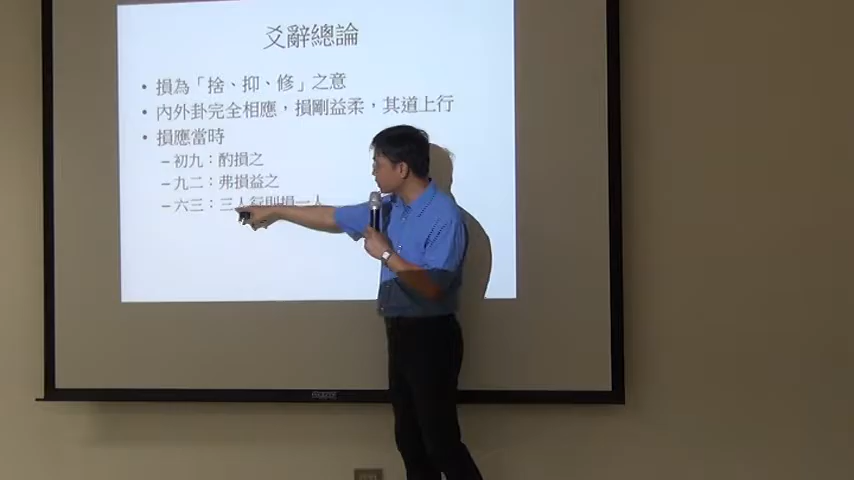 爻辭總論
• 損為「捨、抑、修」之意
• 內外卦完全相應，損剛益柔，其道上行
• 損應當時
– 初九：酌損之
– 九二：弗損益之
– 六三：三人行則損一人